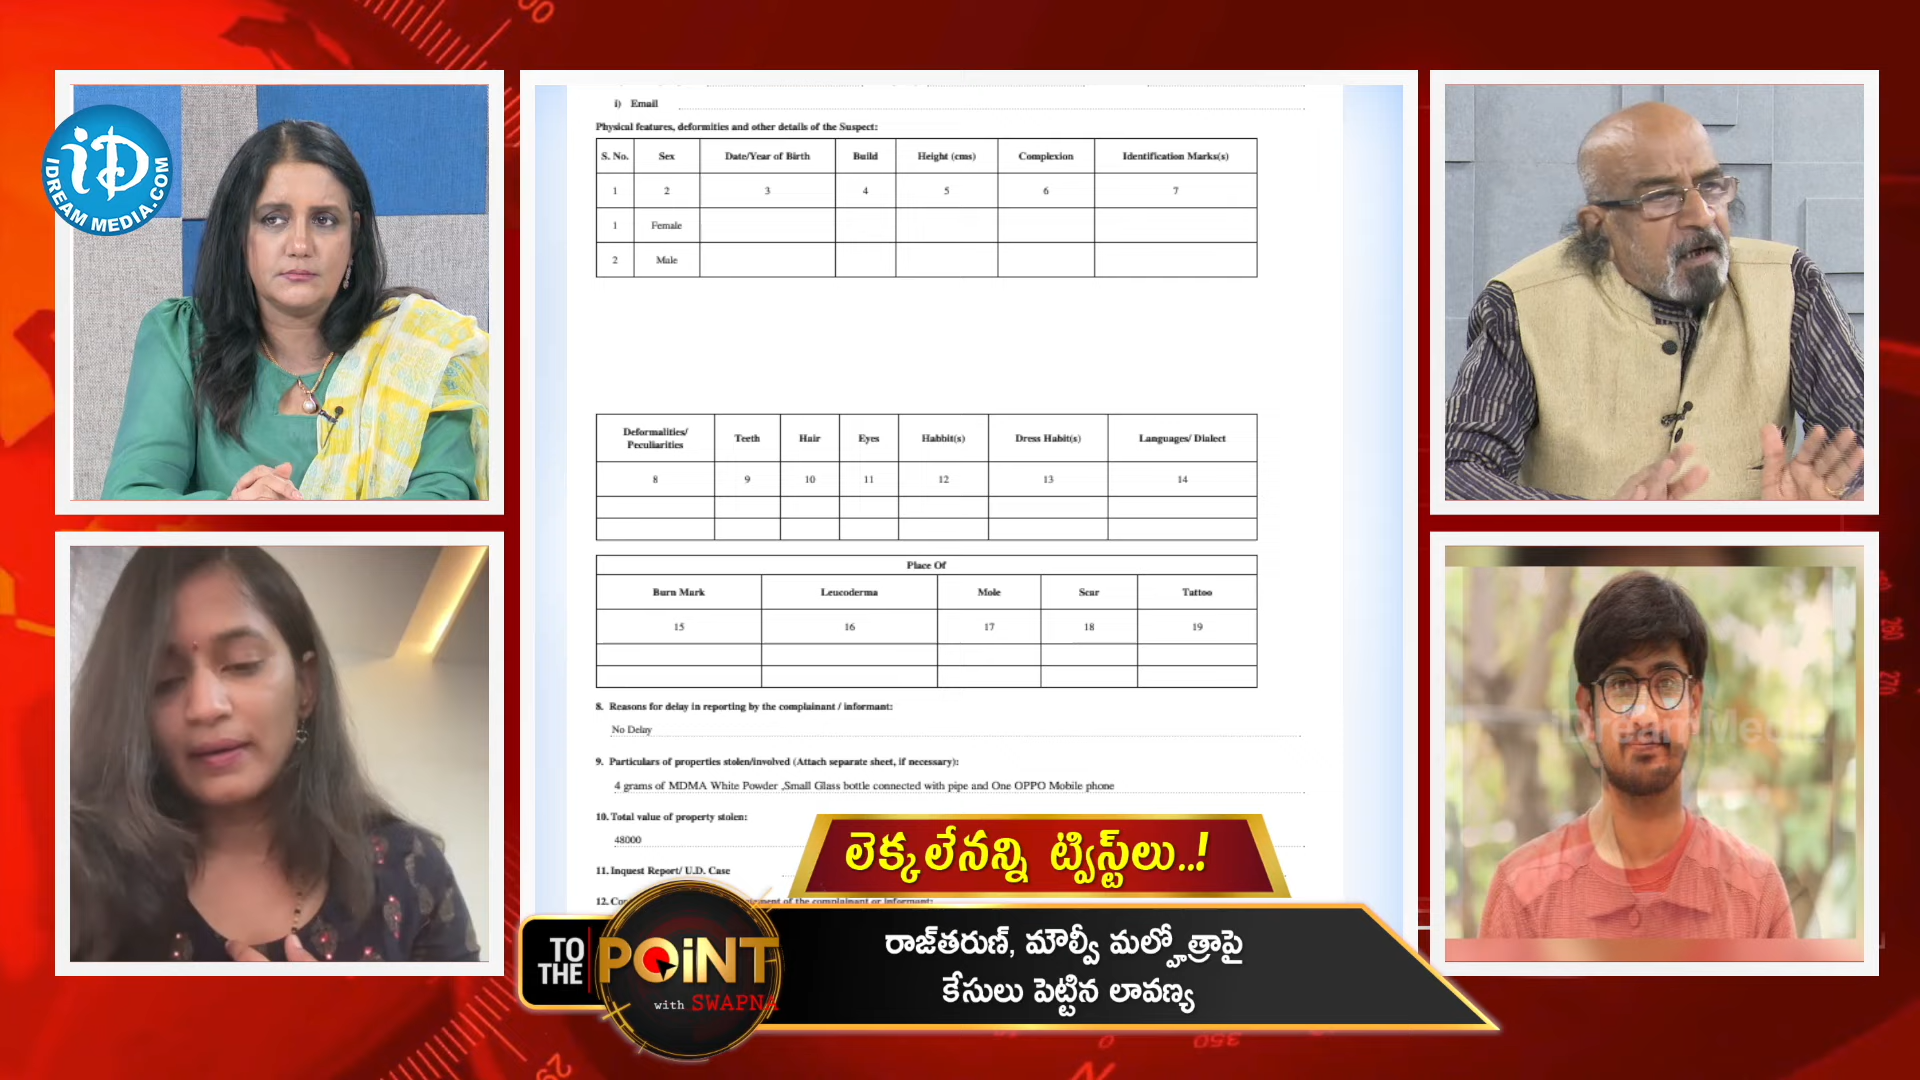 iD
IDREAM MEDIA.COM
i) Email
Physical features, deformities and other details of the Suspect:
S. No. Sex Date/Year of Birth Build Height (cms) Complexion Identification Marks(s)
1 2 3 4 5 6 7
1 Female
2 Male
Deformalities/ Peculiarities Teeth Hair Eyes Habbit(s) Dress Habit(s) Languages/ Dialect
8 9 10 11 12 13 14
Place Of
Burn Mark Leucoderma Mole Scar Tattoo
15 16 17 18 19
8. Reasons for delay in reporting by the complainant / informant:
No Delay
9. Particulars of properties stolen/involved (Attach separate sheet, if necessary):
4 grams of MDMA White Powder ,Small Glass bottle connected with pipe and One OPPO Mobile phone
10. Total value of property stolen:
48000
11. Inquest Report/ U.D. Case
iDream Media
లెక్కలేనన్ని ట్విస్ట్‌లు..!
TO THE POiNT
with SWAPNA
రాజ్‌తరుణ్, మౌల్వీ మల్హోత్రాపై
కేసులు పెట్టిన లావణ్య